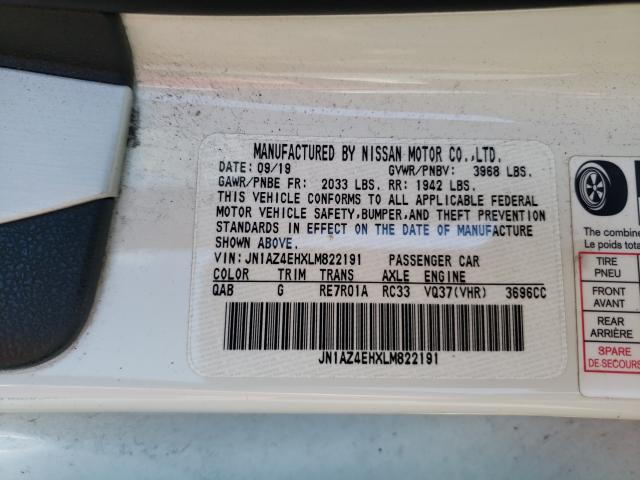 MANUFACTURED BY NISSAN MOTOR CO.,LTD.
DATE: 09/19 GVWR/PNBV: 3968 LBS.
GAWR/PNBE FR: 2033 LBS. RR: 1942 LBS.
THIS VEHICLE CONFORMS TO ALL APPLICABLE FEDERAL
MOTOR VEHICLE SAFETY,BUMPER,AND THEFT PREVENTION
STANDARDS IN EFFECT ON THE DATE OF MANUFACTURE
SHOWN ABOVE.
VIN: JN1AZ4EHXLM822191 PASSENGER CAR
COLOR TRIM TRANS AXLE ENGINE
QAB G RE7R01A RC33 VQ37(VHR) 3696CC
JN1AZ4EHXLM822191
The combine
Le poids tota
TIRE
PNEU
FRONT
AVANT
REAR
ARRIÈRE
SPARE
DE-SECOURS